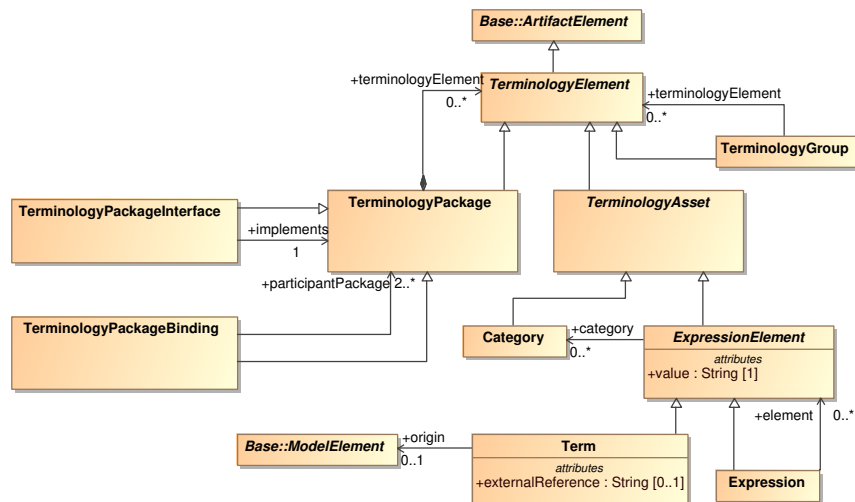 Base::ArtifactElement
+terminologyElement
0..*
TerminologyElement
+terminologyElement
0..*
TerminologyGroup
TerminologyPackageInterface
+implements
1
TerminologyPackage
TerminologyAsset
+participantPackage 2..*
TerminologyPackageBinding
Category
+category
0..*
ExpressionElement
attributes
+value : String [1]
+element
0..*
Base::ModelElement
+origin
0..1
Term
attributes
+externalReference : String [0..1]
Expression